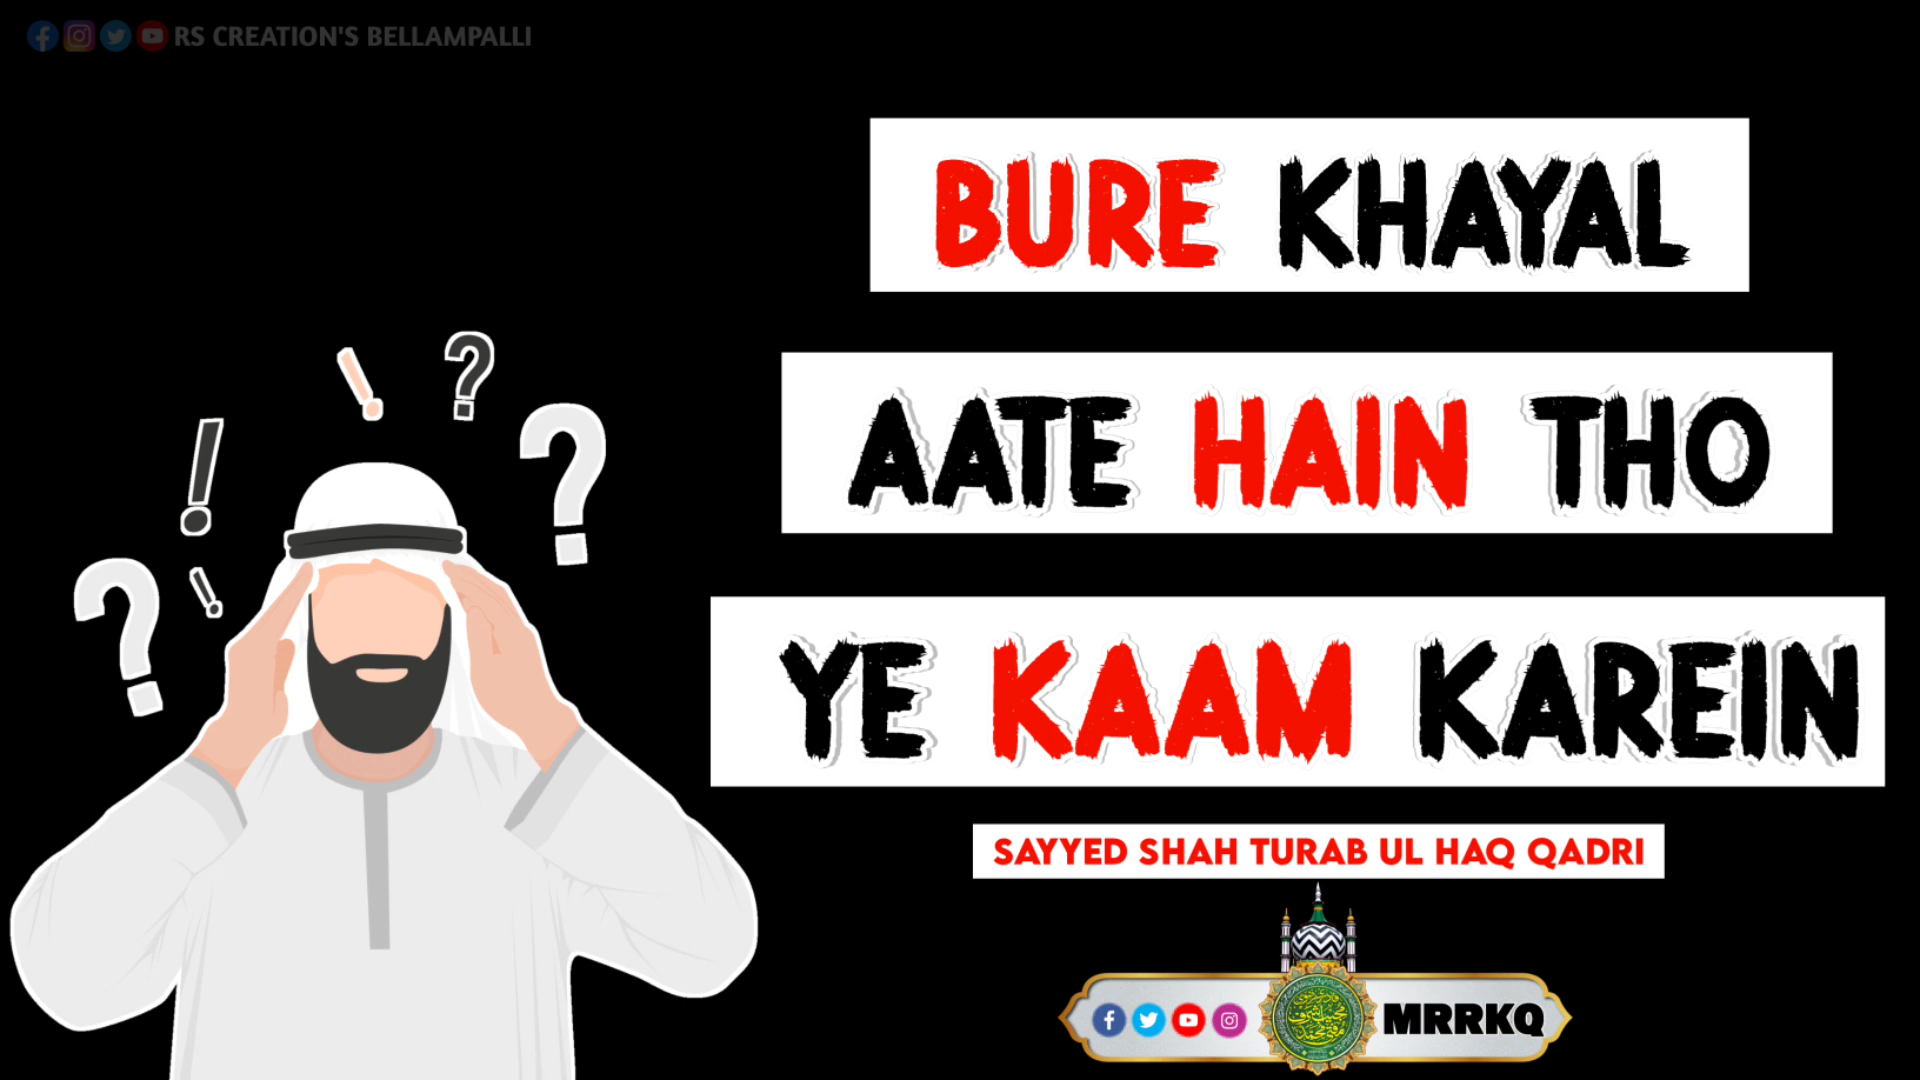 RS CREATION'S BELLAMPALLI
BURE KHAYAL
AATE HAIN THO
YE KAAM KAREIN
SAYYED SHAH TURAB UL HAQ QADRI
MRRKQ